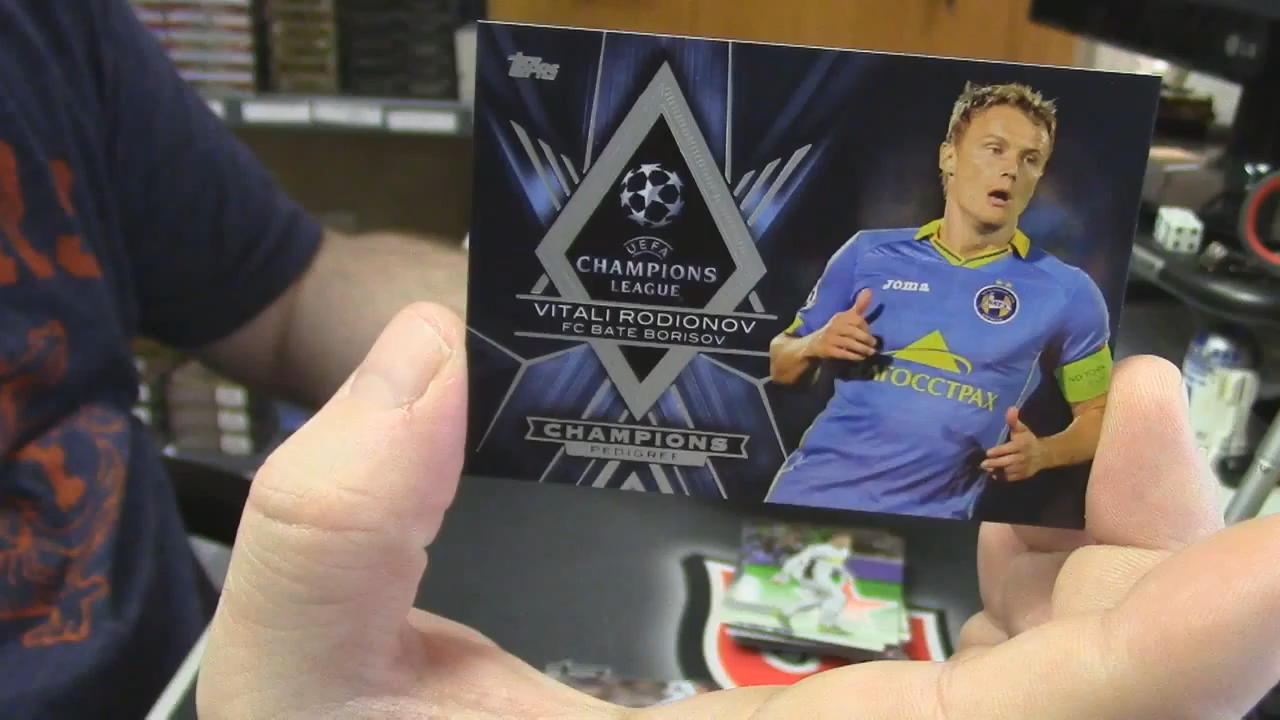 topps
UEFA
CHAMPIONS
LEAGUE
VITALI RODIONOV
FC BATE BORISOV
CHAMPIONS
PEDIGREE
Joma
ГОССТРАХ